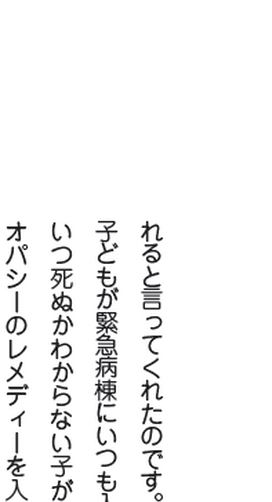 れると言ってくれたのです。
子どもが緊急病棟にいつも
いつ死ぬかわからない子が
オパシーのレメディーを入